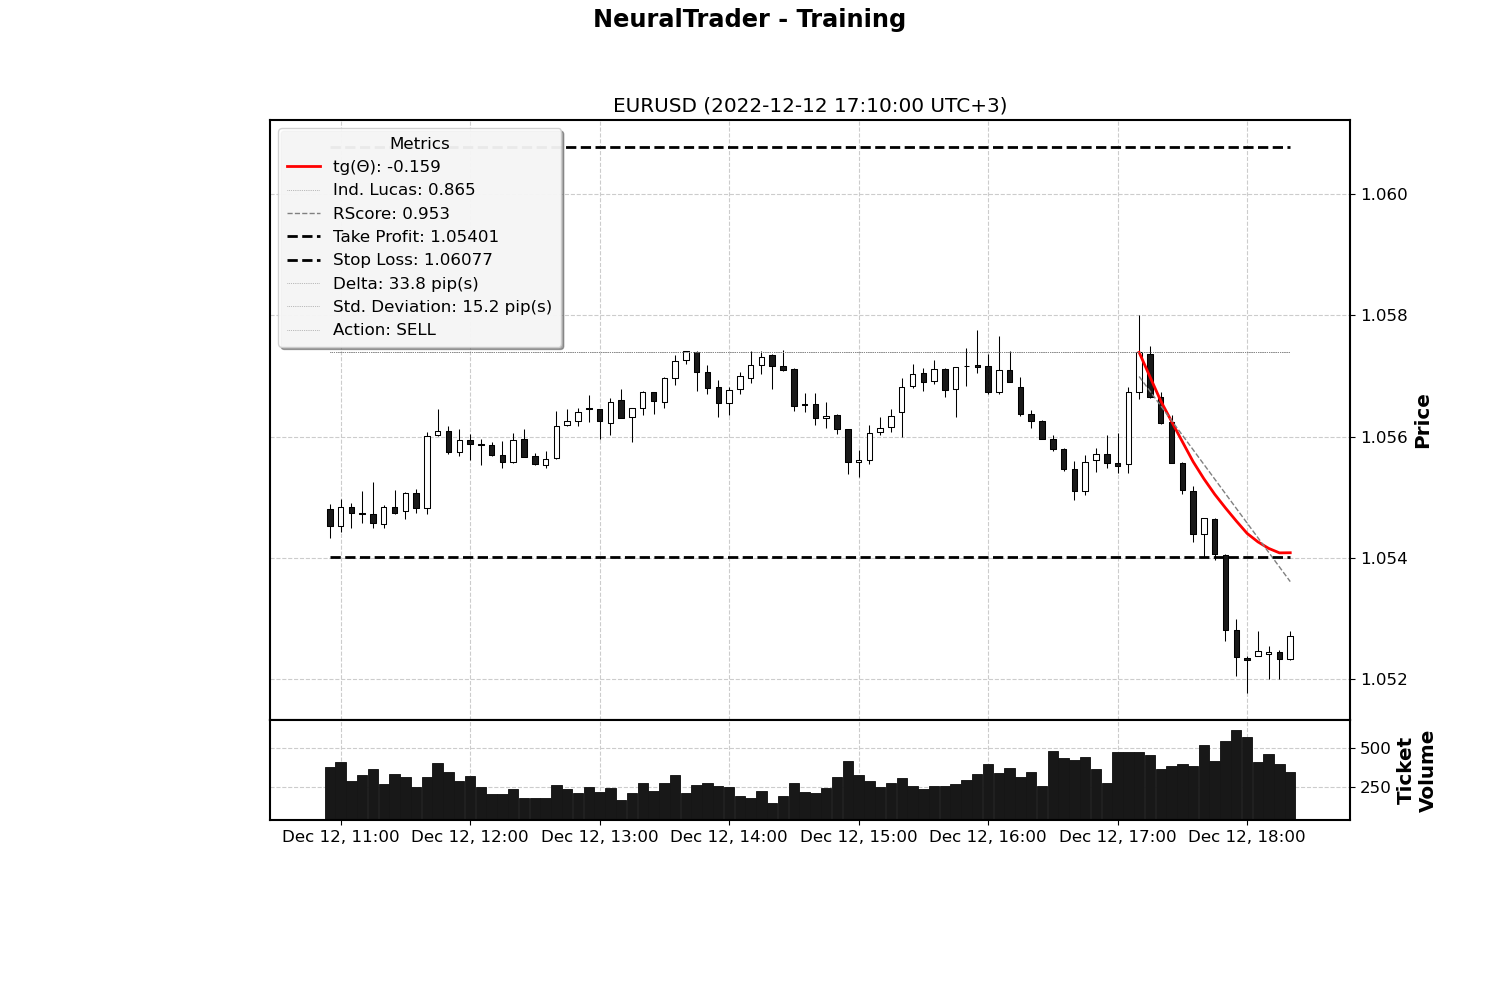 NeuralTrader - Training
EURUSD (2022-12-12 17:10:00 UTC+3)
Metrics
tg(Θ): -0.159
Ind. Lucas: 0.865
RScore: 0.953
Take Profit: 1.05401
Stop Loss: 1.06077
Delta: 33.8 pip(s)
Std. Deviation: 15.2 pip(s)
Action: SELL
1.060
1.058
1.056
1.054
1.052
Price
500
250
Ticket
Volume
Dec 12, 11:00
Dec 12, 12:00
Dec 12, 13:00
Dec 12, 14:00
Dec 12, 15:00
Dec 12, 16:00
Dec 12, 17:00
Dec 12, 18:00